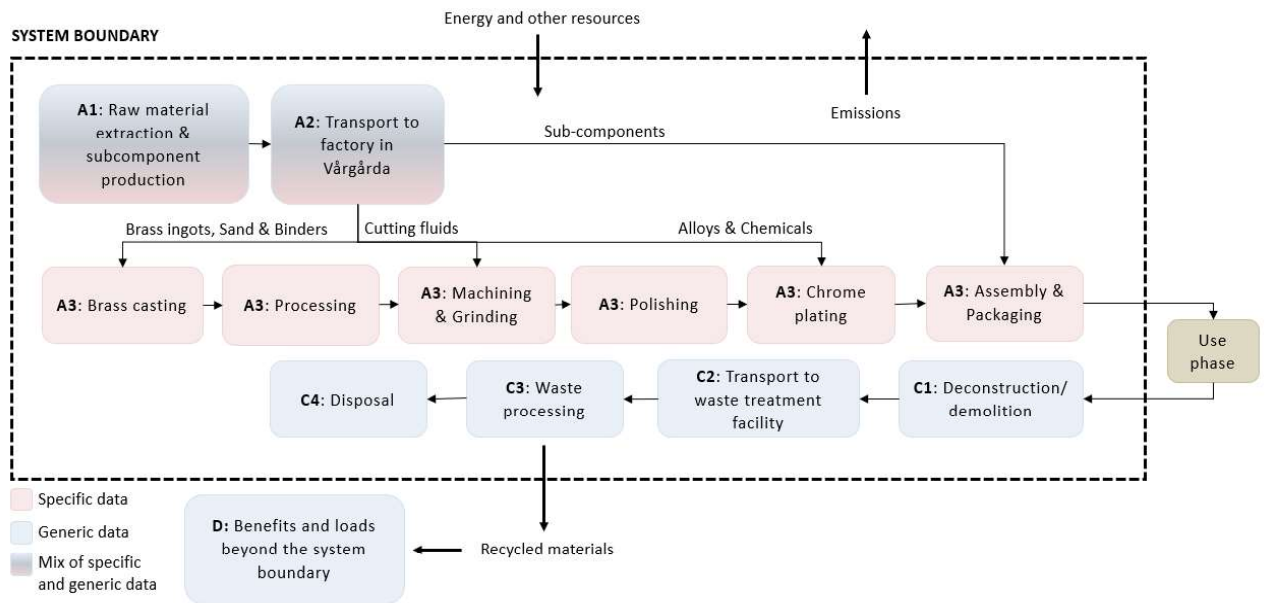 Energy and other resources
SYSTEM BOUNDARY
Emissions
A1: Raw material
extraction &
subcomponent
production
A2: Transport to
factory in
Vårgårda
Sub-components
Brass ingots, Sand & Binders
Cutting fluids
Alloys & Chemicals
A3: Brass casting
A3: Processing
A3: Machining
& Grinding
A3: Polishing
A3: Chrome
plating
A3: Assembly &
Packaging
Use
phase
C4: Disposal
C3: Waste
processing
C2: Transport to
waste treatment
facility
C1: Deconstruction/
demolition
Specific data
Generic data
Mix of specific
and generic data
D: Benefits and loads
beyond the system
boundary
Recycled materials